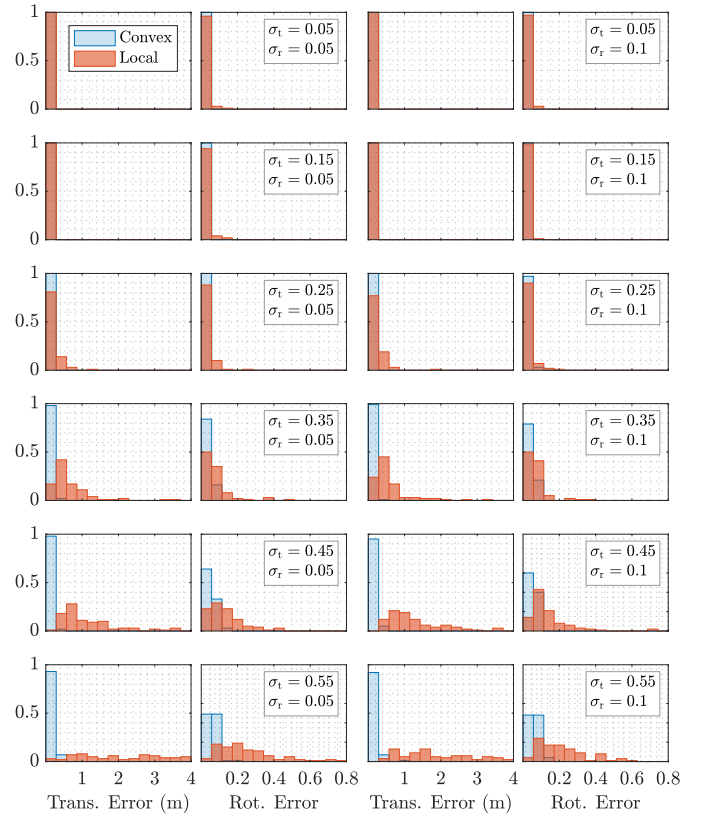 1
0.5
0
Convex
Local
σt = 0.05
σr = 0.05
σt = 0.05
σr = 0.1
1
0.5
0
σt = 0.15
σr = 0.05
σt = 0.15
σr = 0.1
1
0.5
0
σt = 0.25
σr = 0.05
σt = 0.25
σr = 0.1
1
0.5
0
σt = 0.35
σr = 0.05
σt = 0.35
σr = 0.1
1
0.5
0
σt = 0.45
σr = 0.05
σt = 0.45
σr = 0.1
1
0.5
0
σt = 0.55
σr = 0.05
σt = 0.55
σr = 0.1
1 2 3 4 0.2 0.4 0.6 0.8 1 2 3 4 0.2 0.4 0.6 0.8
Trans. Error (m) Rot. Error Trans. Error (m) Rot. Error